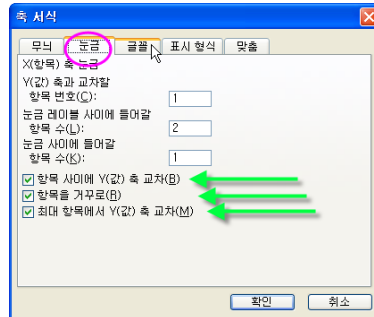 축 서식
무늬 눈금 글꼴 표시 형식 맞춤
X(항목) 축 눈금
Y(값) 축과 교차할
항목 번호(C): 1
눈금 레이블 사이에 들어갈
항목 수(L): 2
눈금 사이에 들어갈
항목 수(K): 1
항목 사이에 Y(값) 축 교차(B)
항목을 거꾸로(R)
최대 항목에서 Y(값) 축 교차(M)
확인 취소